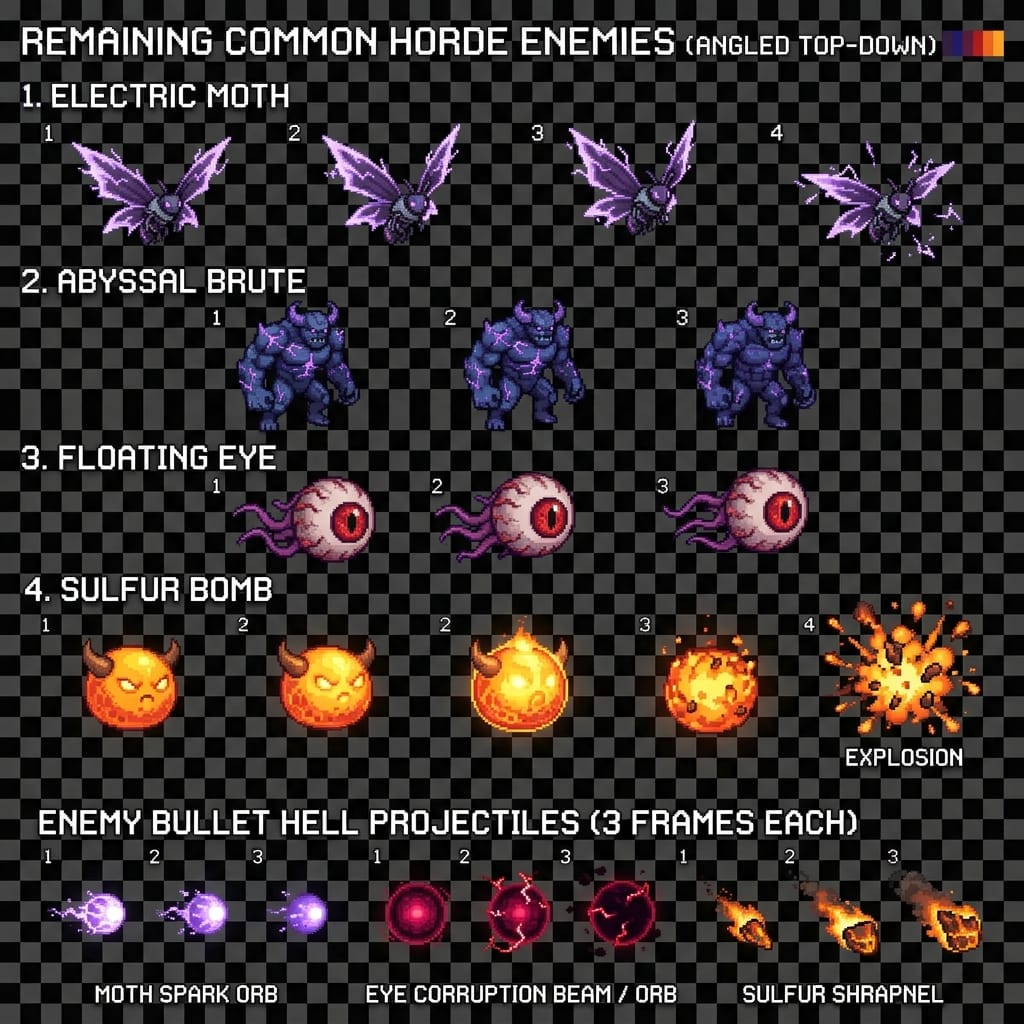 REMAINING COMMON HORDE ENEMIES (ANGLED TOP-DOWN)
1. ELECTRIC MOTH
1 2 3 4
2. ABYSSAL BRUTE
1 2 3
3. FLOATING EYE
1 2 3
4. SULFUR BOMB
1 2 2 3 4
EXPLOSION
ENEMY BULLET HELL PROJECTILES (3 FRAMES EACH)
1 2 3 1 2 3 1 2 3
MOTH SPARK ORB EYE CORRUPTION BEAM / ORB SULFUR SHRAPNEL